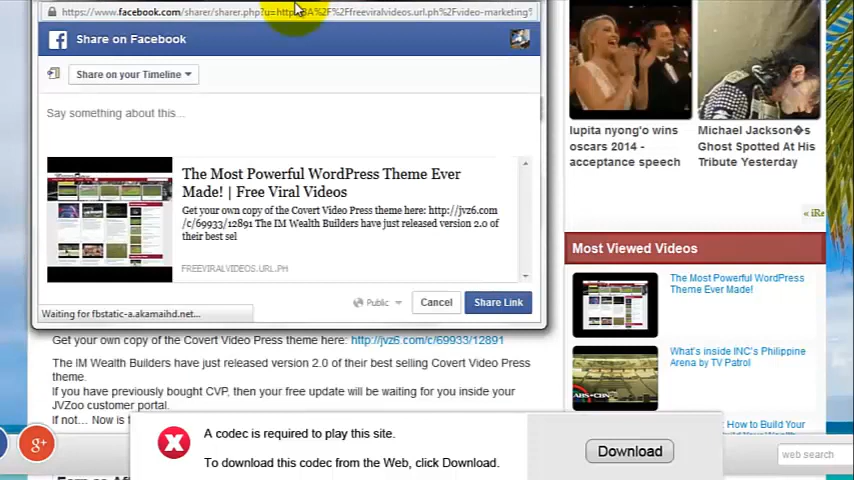 https://www.facebook.com/sharer/sharer.php?u=http
%2F%2Ffreeviralvideos.url.ph%2Fvideo-marketing
Share on Facebook
Share on your Timeline
Say something about this...
The Most Powerful WordPress Theme Ever
Made! | Free Viral Videos
Get your own copy of the Covert Video Press theme here: http://jvz6.com
/c/69933/12891 The IM Wealth Builders have just released version 2.0 of
their best sel
FREEVIRALVIDEOS.URL.PH
Public
Cancel
Share Link
Waiting for fbstatic-a.akamaihd.net...
Get your own copy of the Covert Video Press theme here: http://jvz6.com/c/69933/12891
The IM Wealth Builders have just released version 2.0 of their best selling Covert Video Press
theme.
If you have previously bought CVP, then your free update will be waiting for you inside your
JVZoo customer portal.
If not... Now is
g+
A codec is required to play this site.
To download this codec from the Web, click Download.
Download
web search
lupita nyong'o wins
oscars 2014 -
acceptance speech
Michael Jackson�s
Ghost Spotted At His
Tribute Yesterday
Most Viewed Videos
The Most Powerful WordPress Theme Ever
Made!
What's inside INC's Philippine
Arena by TV Patrol
ABS-CBN
: How to Build Your